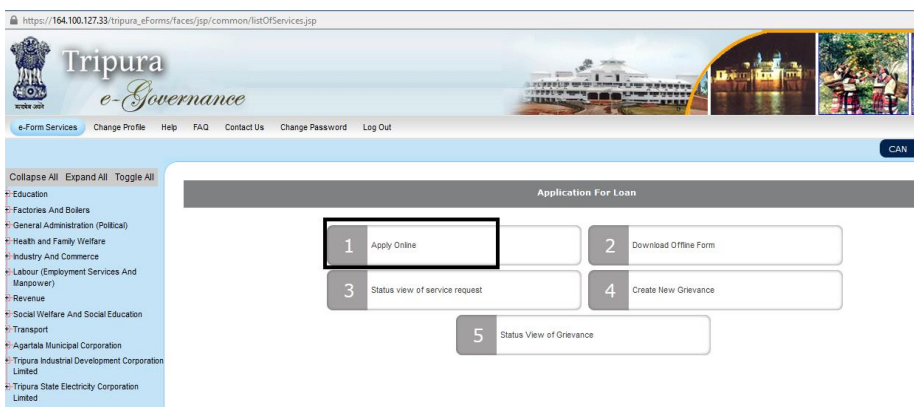 https://164.100.127.33/tripura_eForms/faces/jsp/common/listOfServices.jsp
Tripura
e-Governance
सत्यमेव जयते
e-Form Services Change Profile Help FAQ Contact Us Change Password Log Out
CAN
Collapse All Expand All Toggle All
Education
Factories And Boilers
General Administration (Political)
Health and Family Welfare
Industry And Commerce
Labour (Employment Services And
Manpower)
Revenue
Social Welfare And Social Education
Transport
Agartala Municipal Corporation
Tripura Industrial Development Corporation
Limited
Tripura State Electricity Corporation
Limited
Application For Loan
1 Apply Online
2 Download Offline Form
3 Status view of service request
4 Create New Grievance
5 Status View of Grievance